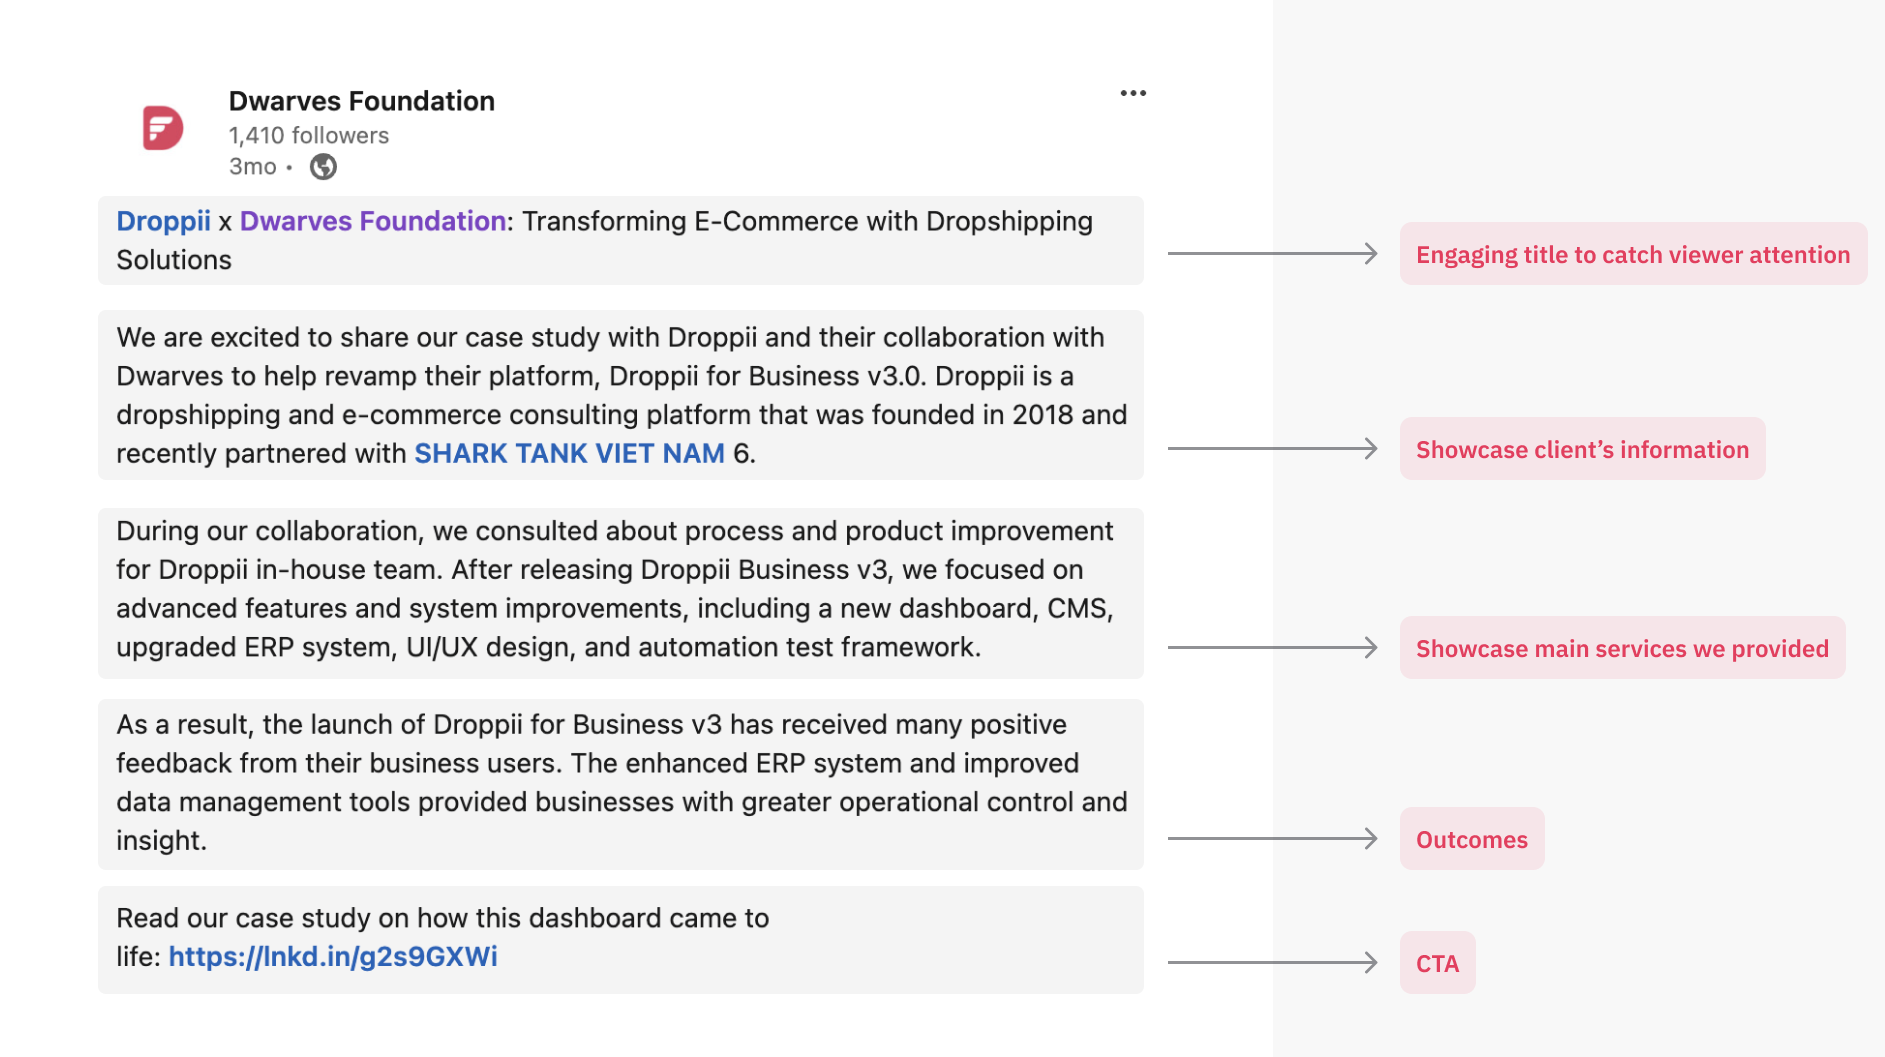 Dwarves Foundation
1,410 followers
3mo •
Droppii x Dwarves Foundation: Transforming E-Commerce with Dropshipping
Solutions
Engaging title to catch viewer attention
We are excited to share our case study with Droppii and their collaboration with
Dwarves to help revamp their platform, Droppii for Business v3.0. Droppii is a
dropshipping and e-commerce consulting platform that was founded in 2018 and
recently partnered with SHARK TANK VIET NAM 6.
Showcase client’s information
During our collaboration, we consulted about process and product improvement
for Droppii in-house team. After releasing Droppii Business v3, we focused on
advanced features and system improvements, including a new dashboard, CMS,
upgraded ERP system, UI/UX design, and automation test framework.
Showcase main services we provided
As a result, the launch of Droppii for Business v3 has received many positive
feedback from their business users. The enhanced ERP system and improved
data management tools provided businesses with greater operational control and
insight.
Outcomes
Read our case study on how this dashboard came to
life: https://lnkd.in/g2s9GXWi
CTA